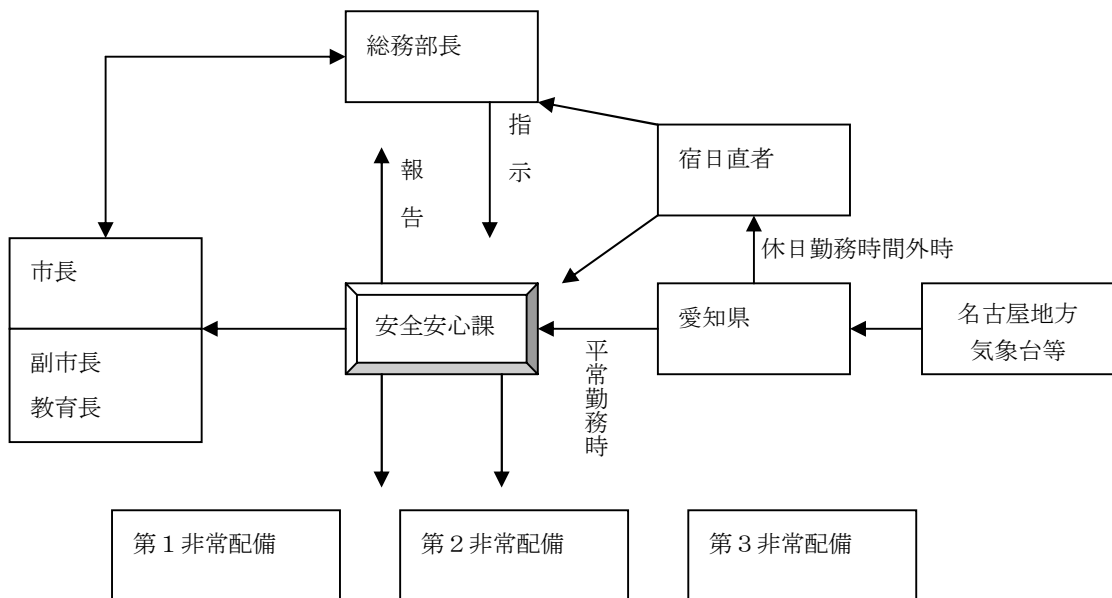 総務部長
指示
報告
宿日直者
休日勤務時間外時
市長
副市長
教育長
安全安心課
平常勤務時
愛知県
名古屋地方
気象台等
第１非常配備
第２非常配備
第３非常配備